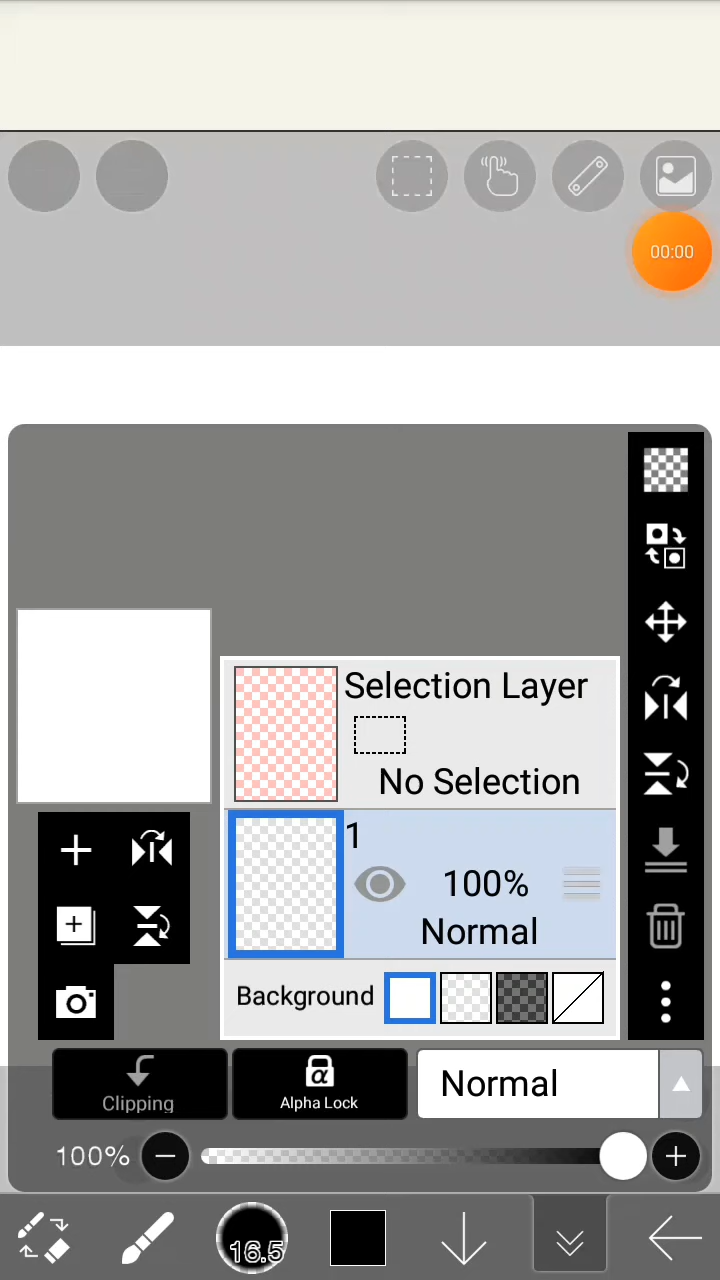 00:00
Selection Layer
No Selection
1
100%
Normal
Background
Clipping
α
Alpha Lock
Normal
100%
16.5